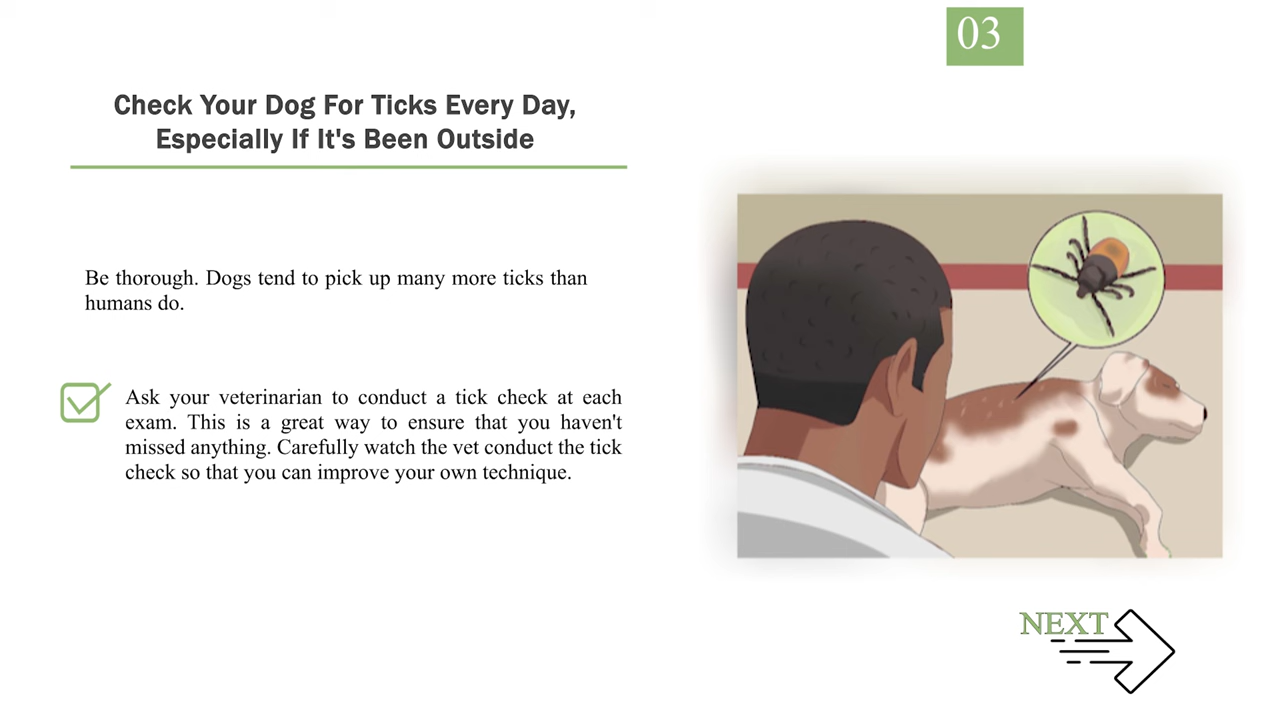 03
Check Your Dog For Ticks Every Day,
Especially If It's Been Outside
Be thorough. Dogs tend to pick up many more ticks than
humans do.
Ask your veterinarian to conduct a tick check at each
exam. This is a great way to ensure that you haven't
missed anything. Carefully watch the vet conduct the tick
check so that you can improve your own technique.
NEXT